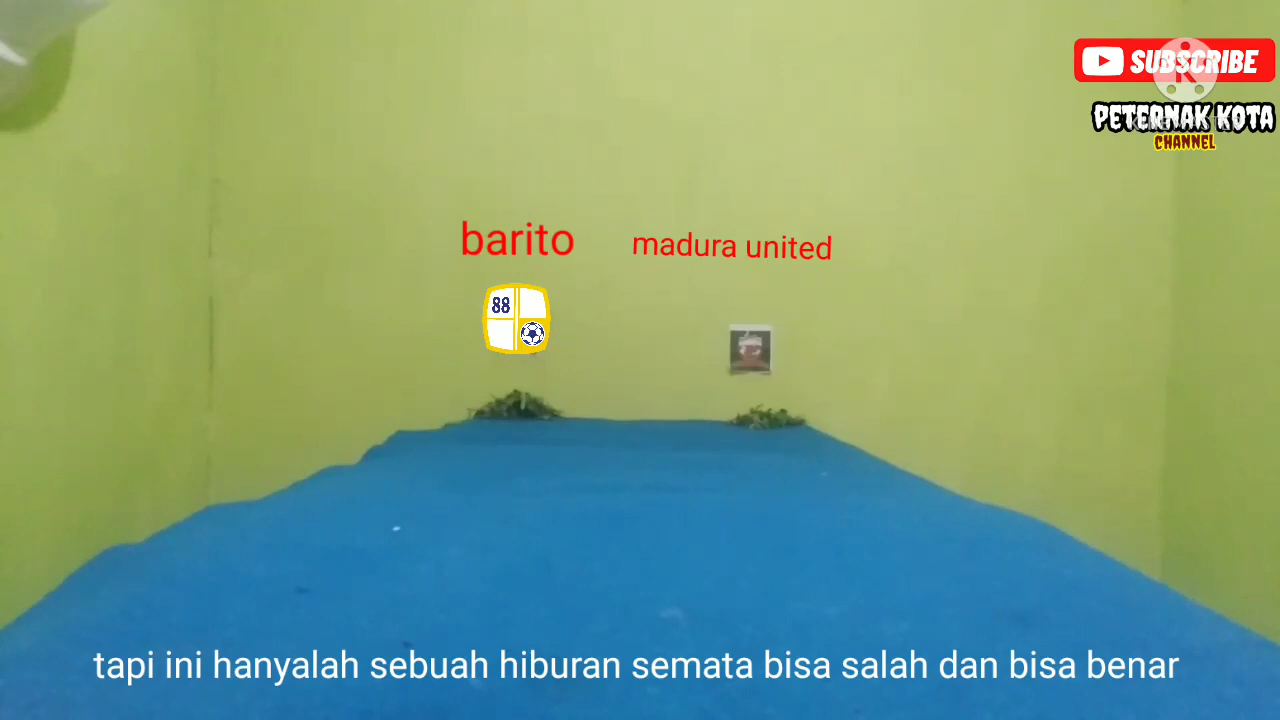 SUBSCRIBE
PETERNAK KOTA
CHANNEL
barito
madura united
88
tapi ini hanyalah sebuah hiburan semata bisa salah dan bisa benar